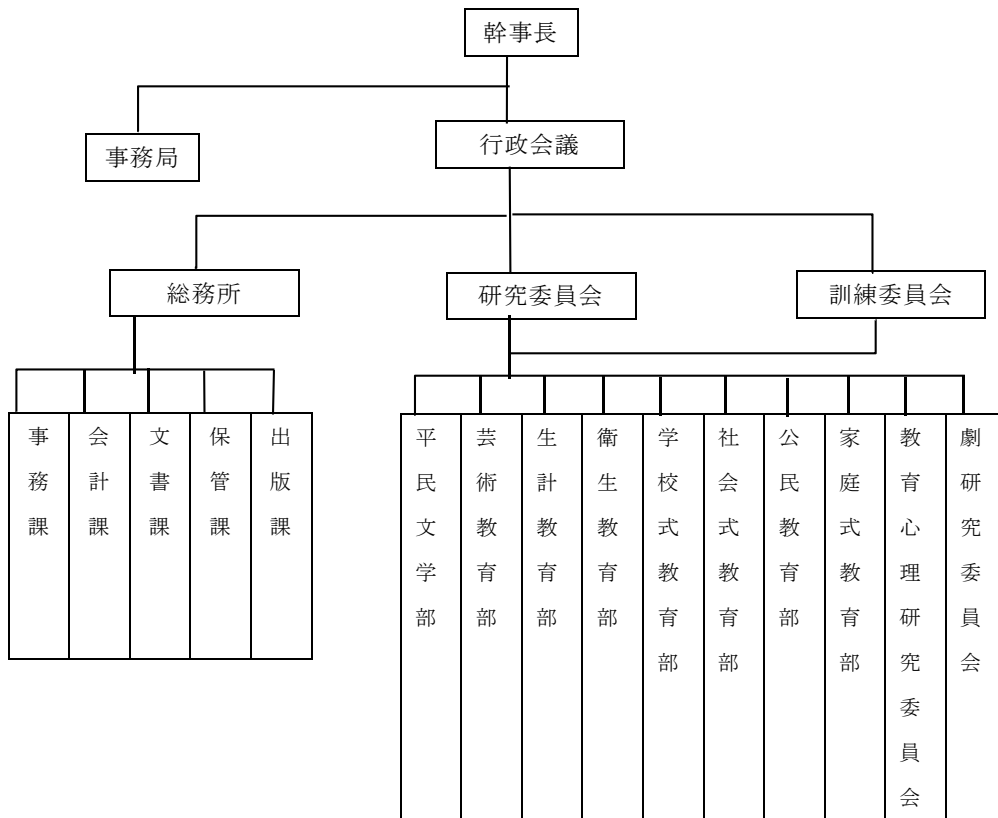 幹事長
事務局
行政会議
総務所
研究委員会
訓練委員会
事務課
会計課
文書課
保管課
出版課
平民文学部
芸術教育部
生計教育部
衛生教育部
学校式教育部
社会式教育部
公民教育部
家庭式教育部
教育心理研究委員会
劇研究委員会